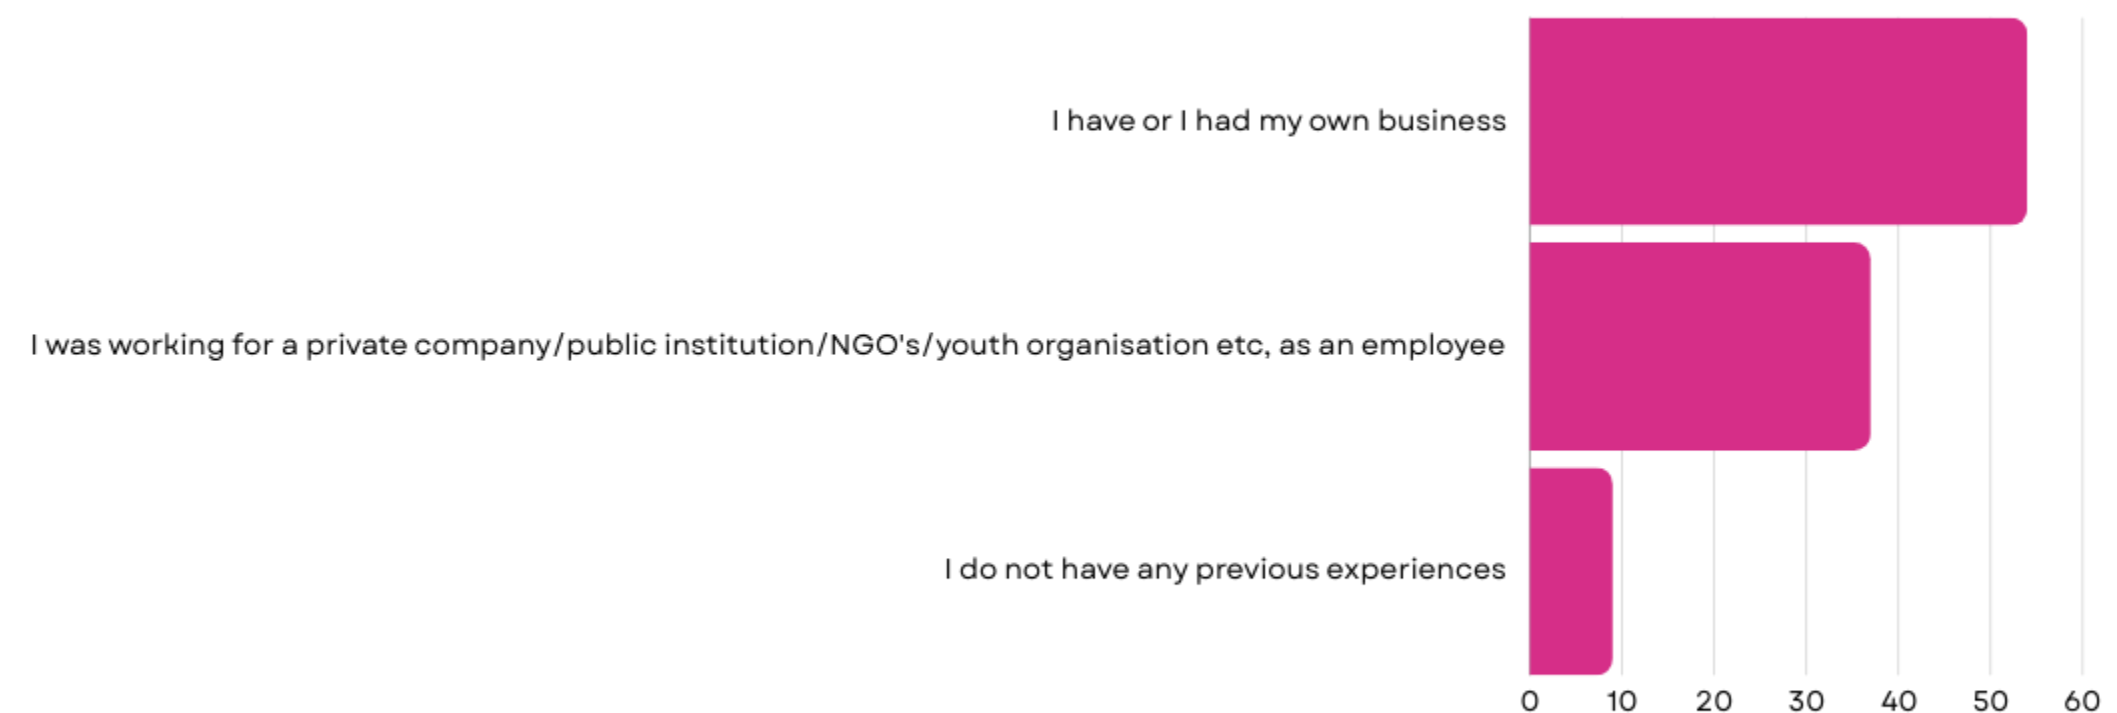 I have or I had my own business
I was working for a private company/public institution/NGO's/youth organisation etc, as an employee
I do not have any previous experiences
0 10 20 30 40 50 60